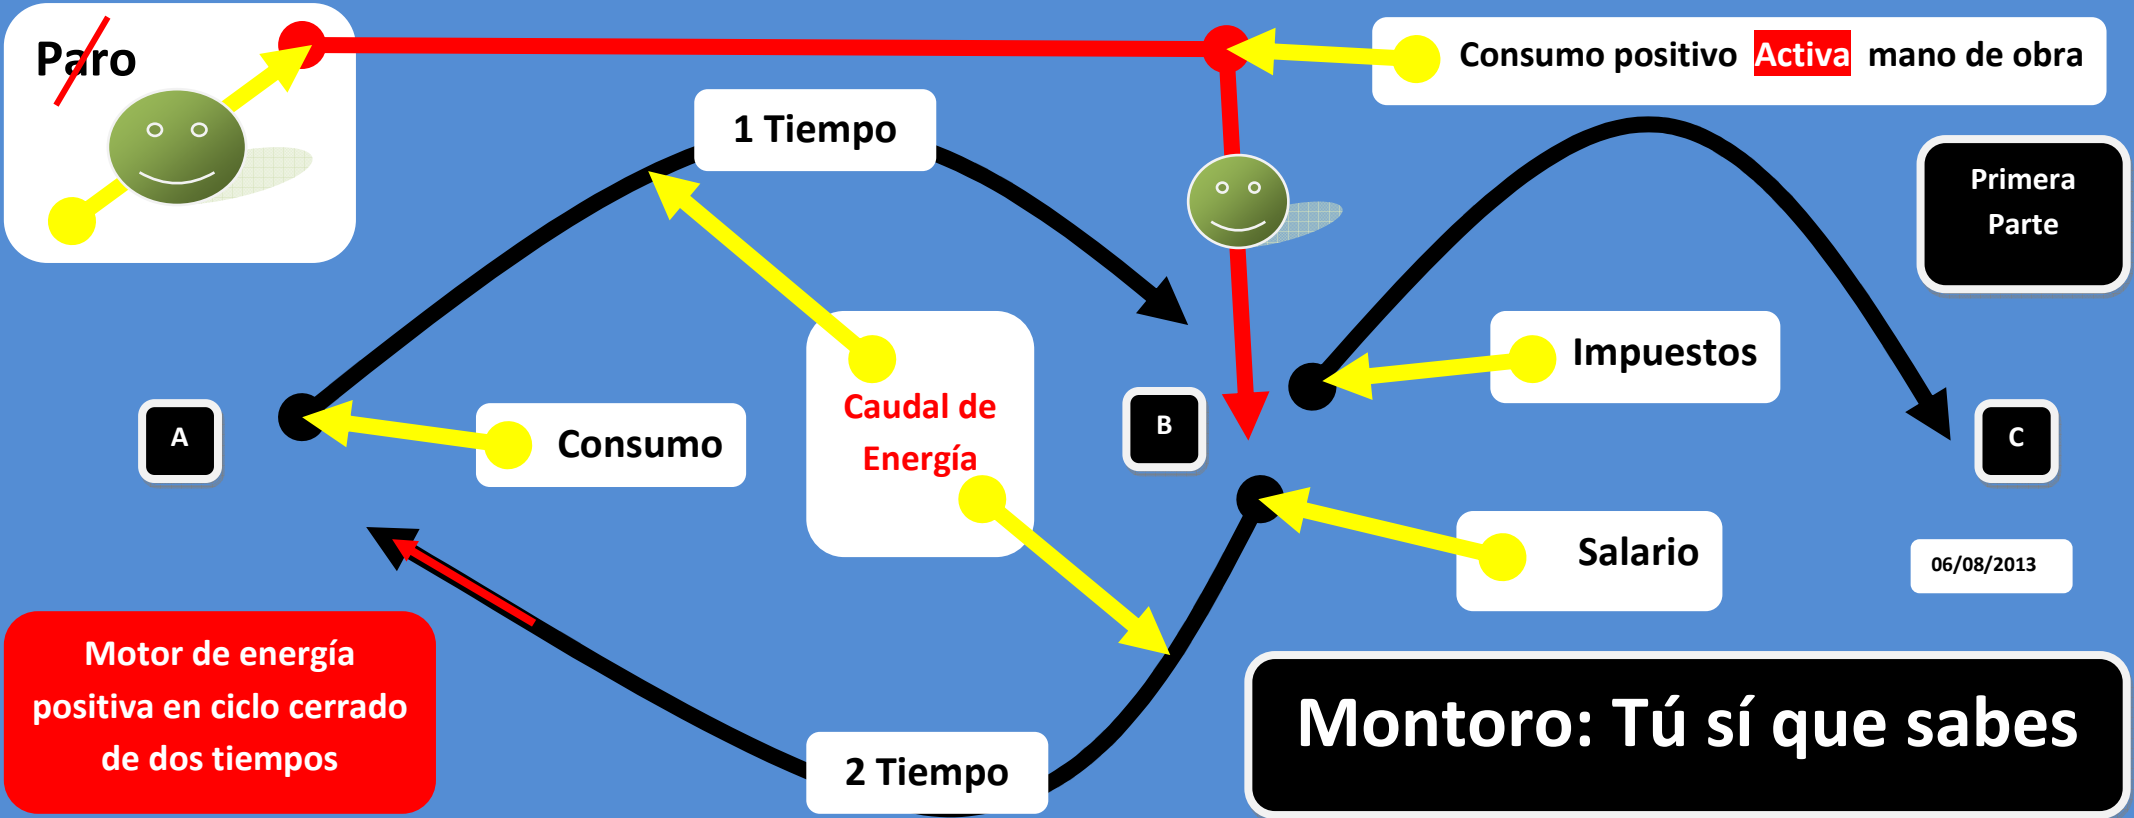 Paro
Consumo positivo Activa mano de obra
1 Tiempo
Primera
Parte
Impuestos
Caudal de
Energía
A
Consumo
B
C
Salario
06/08/2013
Motor de energía
positiva en ciclo cerrado
de dos tiempos
2 Tiempo
Montoro: Tú sí que sabes